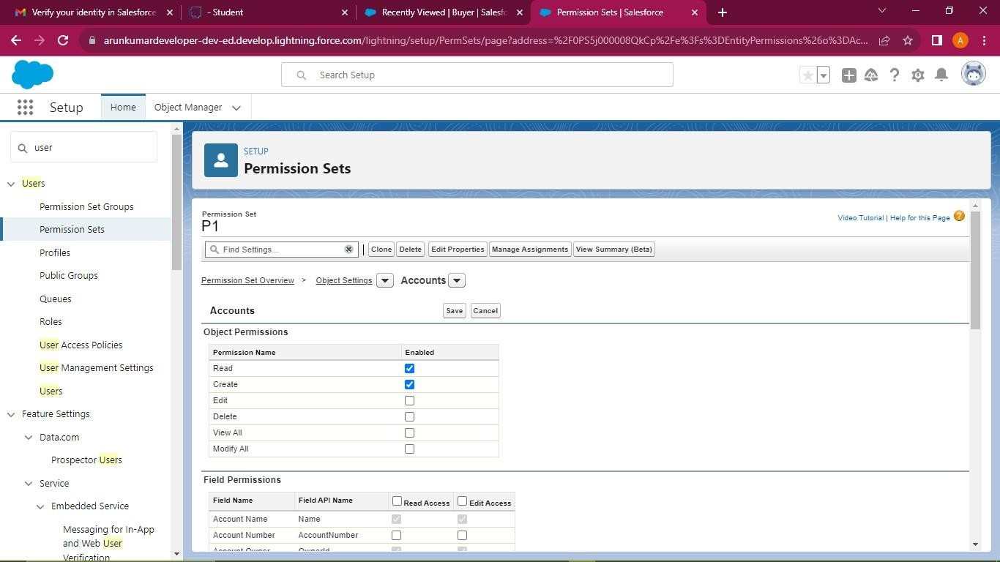 Verify your identity in Salesforce
- Student
Recently Viewed | Buyer | Salesf
Permission Sets | Salesforce
arunkumardeveloper-dev-ed.develop.lightning.force.com/lightning/setup/PermSets/page?address=%2F0PS5j000008QkCp%2Fe%3Fs%3DEntityPermissions%26o%3DAc...
A
Search Setup
Setup
Home
Object Manager
user
Users
Permission Set Groups
Permission Sets
Profiles
Public Groups
Queues
Roles
User Access Policies
User Management Settings
Users
Feature Settings
Data.com
Prospector Users
Service
Embedded Service
Messaging for In-App
and Web User
Verification
SETUP
Permission Sets
Permission Set
P1
Video Tutorial | Help for this Page
Find Settings...
Clone Delete Edit Properties Manage Assignments View Summary (Beta)
Permission Set Overview > Object Settings Accounts
Accounts Save Cancel
Object Permissions
Permission Name Enabled
Read
Create
Edit
Delete
View All
Modify All
Field Permissions
Field Name Field API Name Read Access Edit Access
Account Name Name
Account Number AccountNumber
Account Owner OwnerId